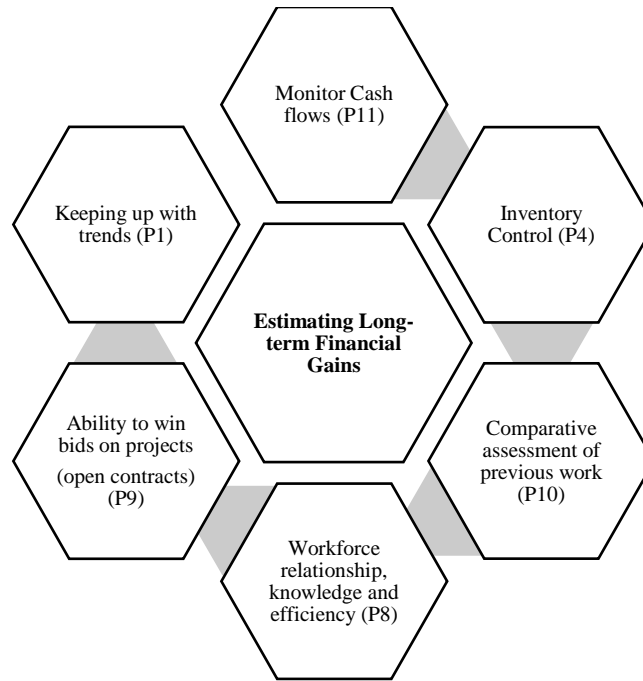 Monitor Cash
flows (P11)
Keeping up with
trends (P1)
Inventory
Control (P4)
Estimating Long-
term Financial
Gains
Ability to win
bids on projects
(open contracts)
(P9)
Comparative
assessment of
previous work
(P10)
Workforce
relationship,
knowledge and
efficiency (P8)